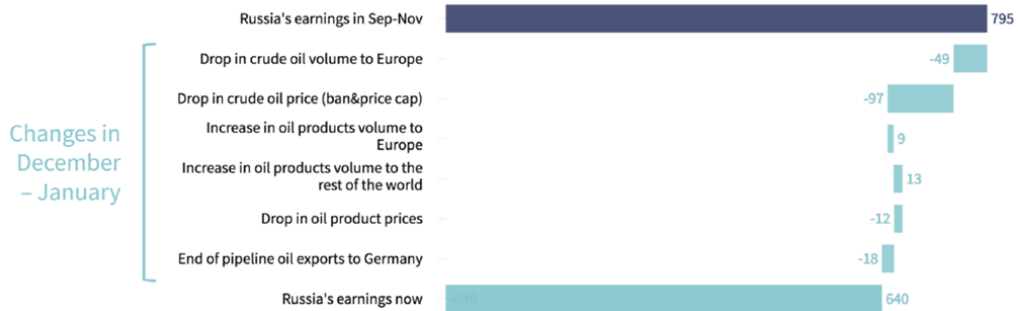 Russia's earnings in Sep-Nov
795
Drop in crude oil volume to Europe
-49
Drop in crude oil price (ban&price cap)
-97
Increase in oil products volume to
Europe
9
Changes in
December
– January
Increase in oil products volume to the
rest of the world
13
Drop in oil product prices
-12
End of pipeline oil exports to Germany
-18
Russia's earnings now
-640
640